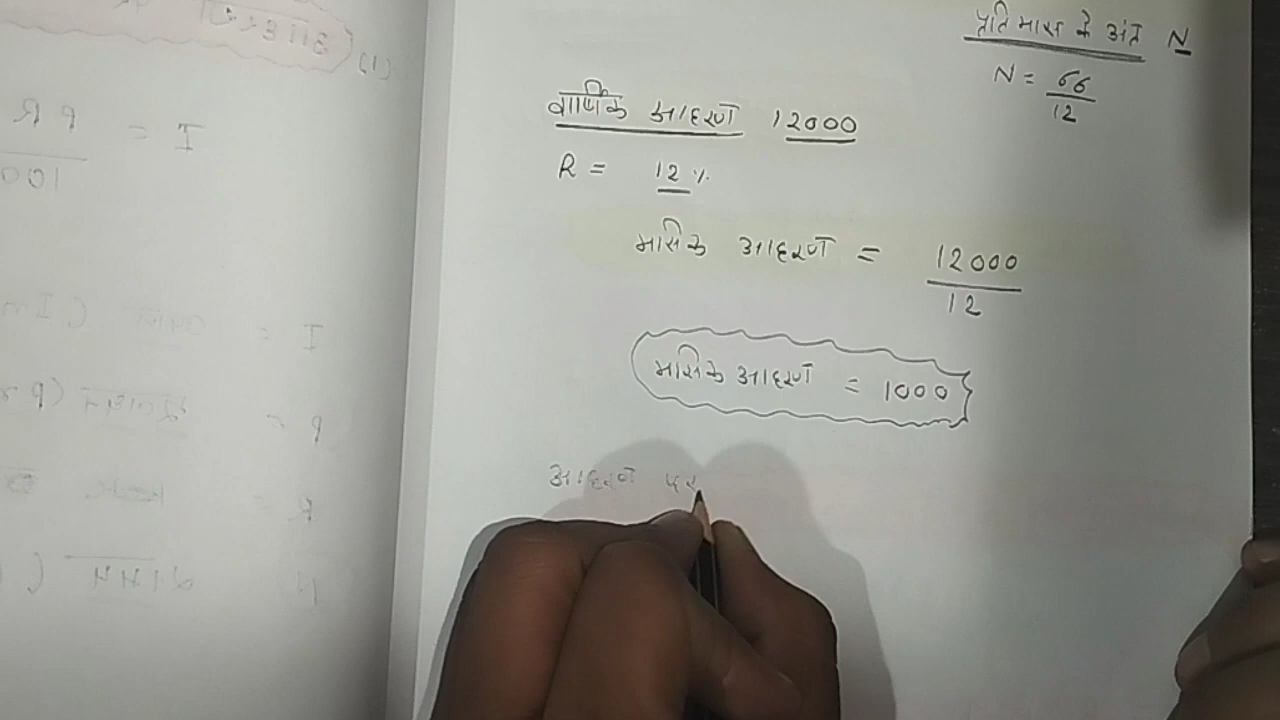 प्रति मास के अंत N
N = 66
12
वार्षिक आहरण 12000
R = 12 %
मासिक आहरण = 12000
12
मासिक आहरण = 1000
आहरण पर